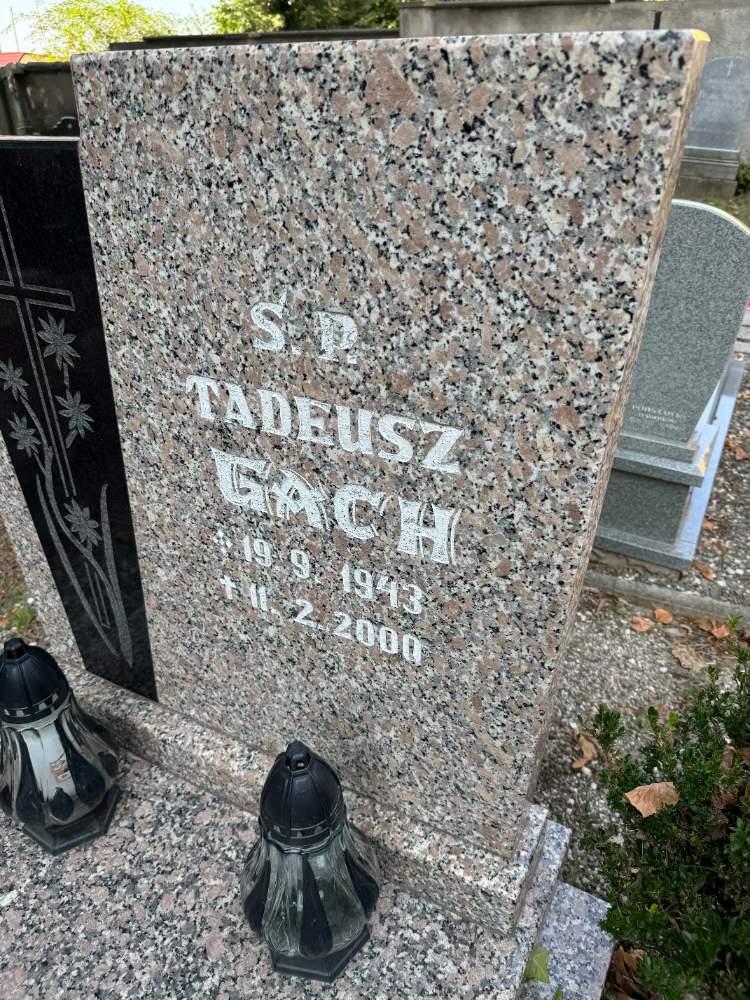 Ś. P.
TADEUSZ
GACH
* 19. 9. 1943
✝ 11. 2. 2000